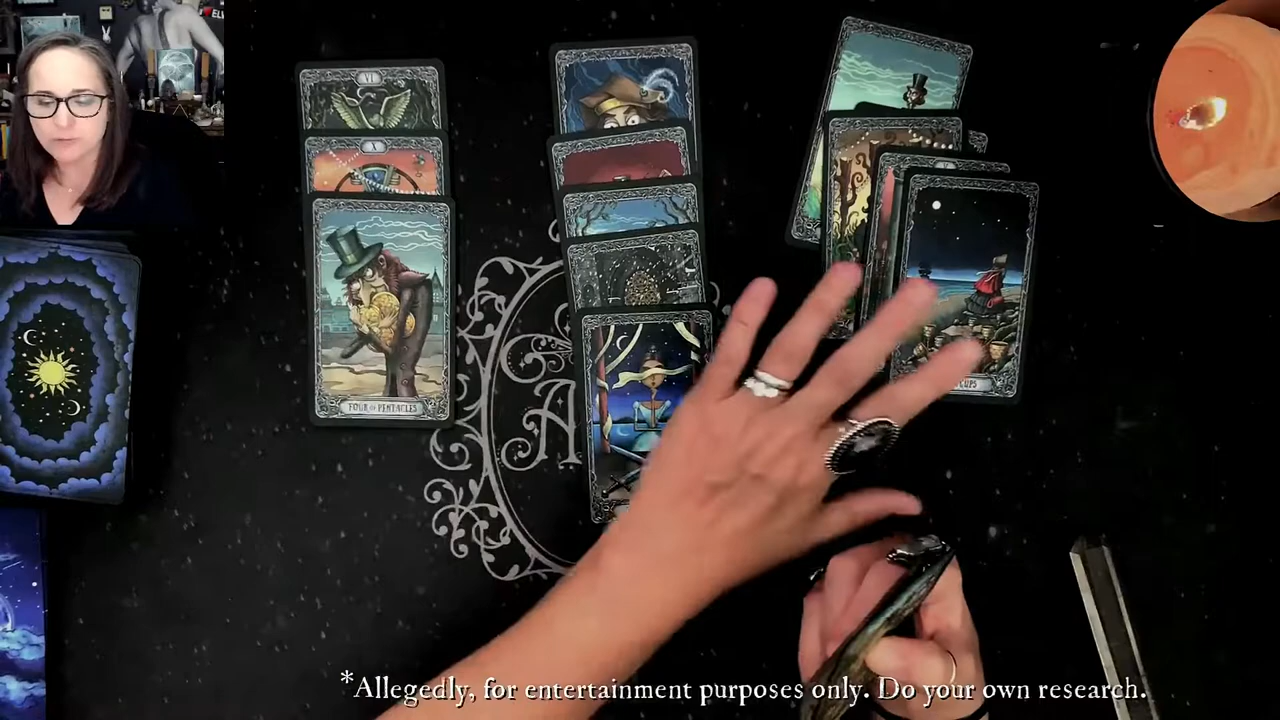 VI
X
FOUR OF PENTACLES
V
CUPS
A
*Allegedly, for entertainment purposes only. Do your own research.